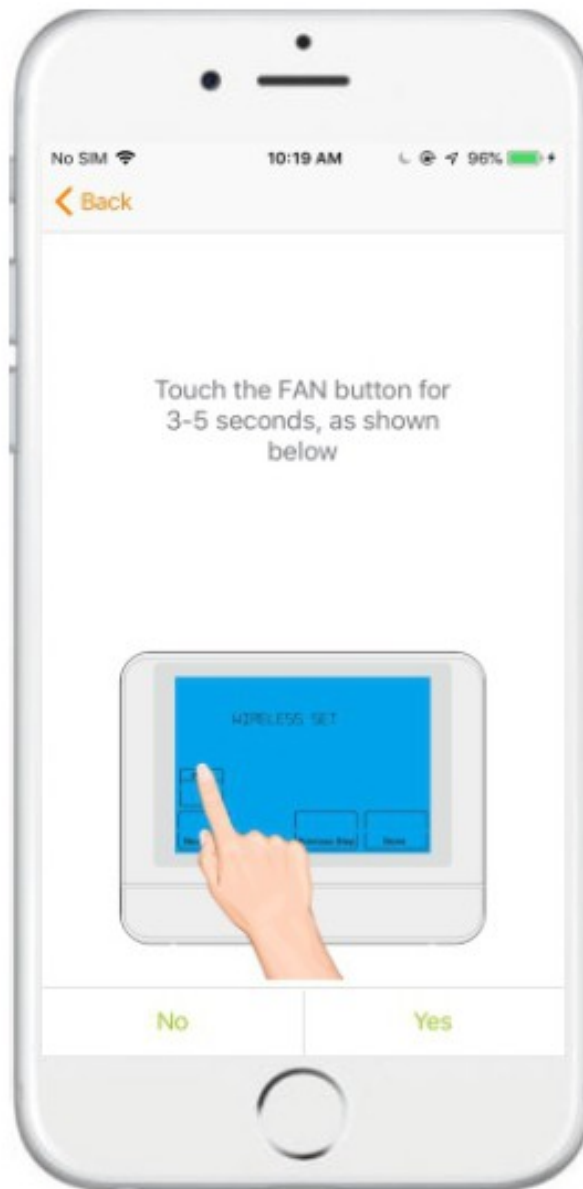 No SIM 10:19 AM 96%
Back
Touch the FAN button for
3-5 seconds, as shown
below
WIRELESS SET
No Yes